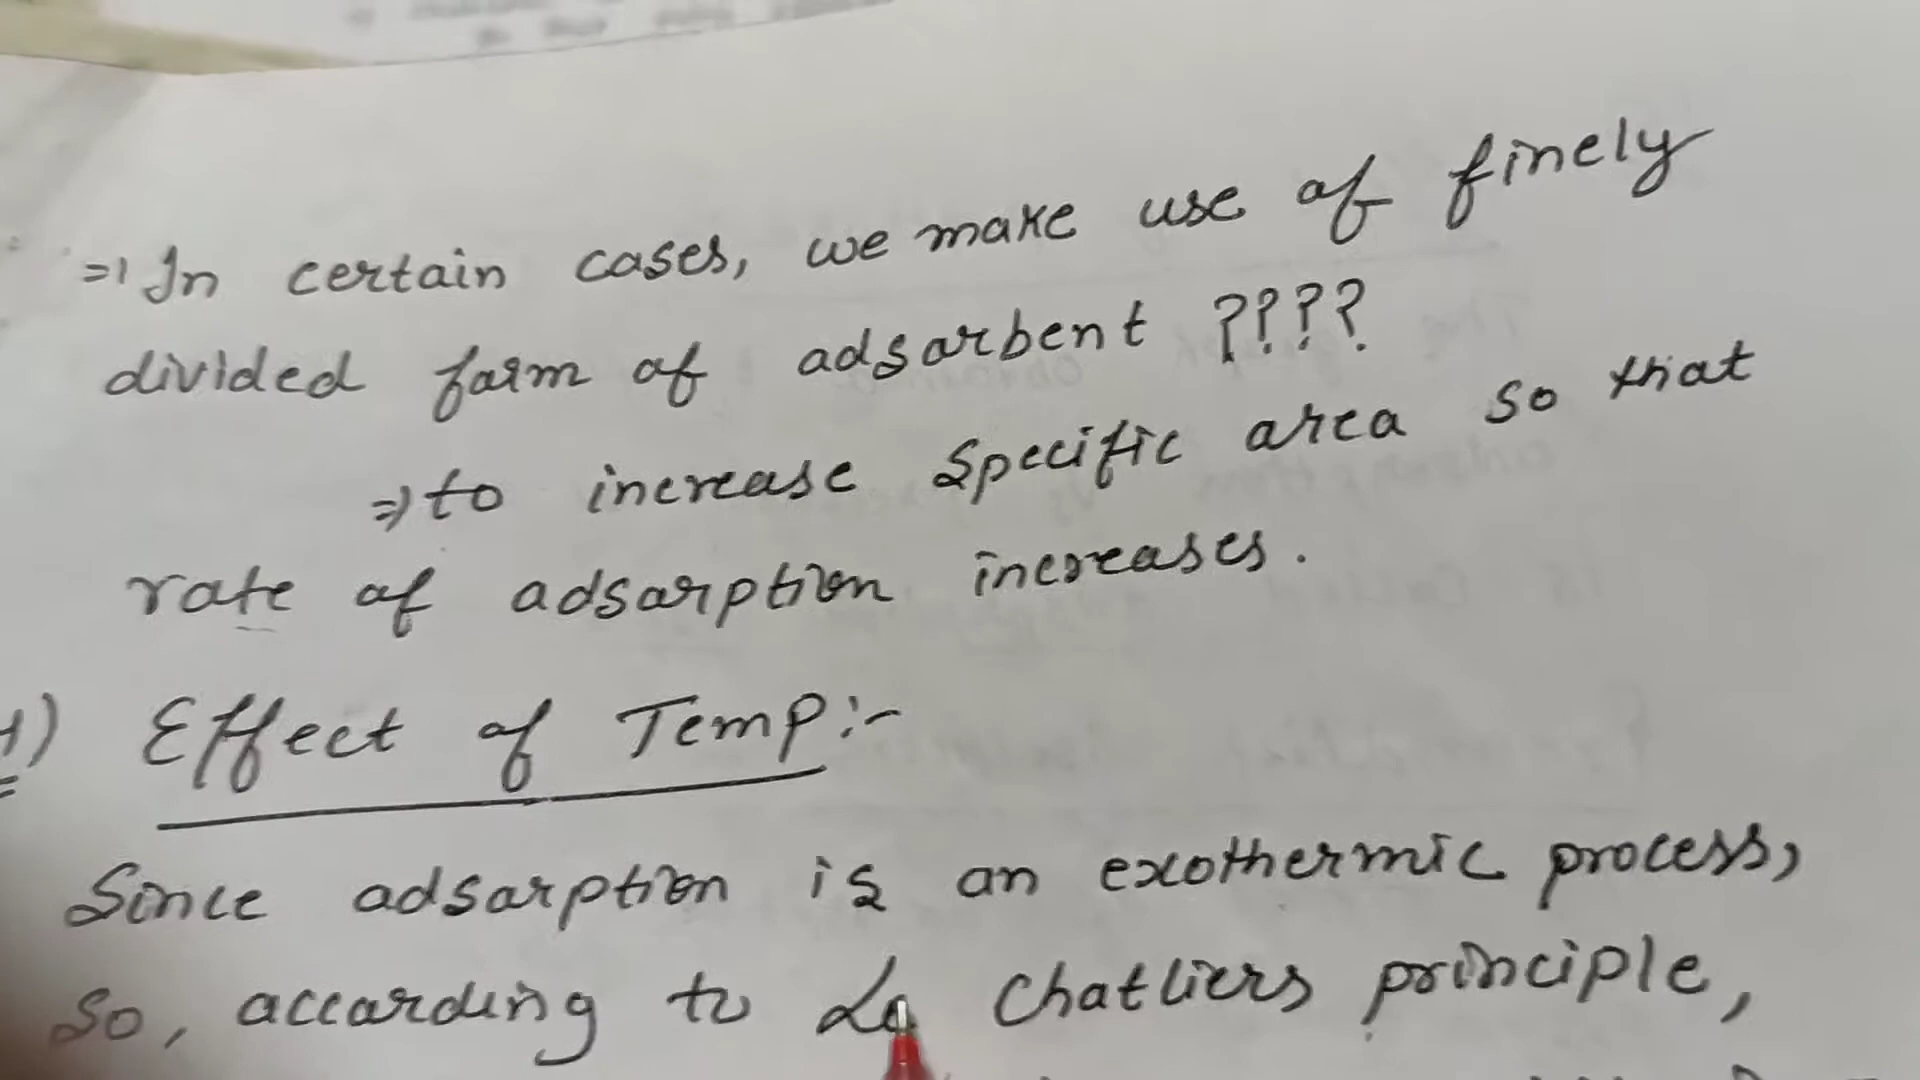 => In certain cases, we make use of finely
divided form of adsorbent ????
=> to increase specific area so that
rate of adsorption increases.
4) Effect of Temp:-
Since adsorption is an exothermic process,
So, according to Le Chatliers principle,